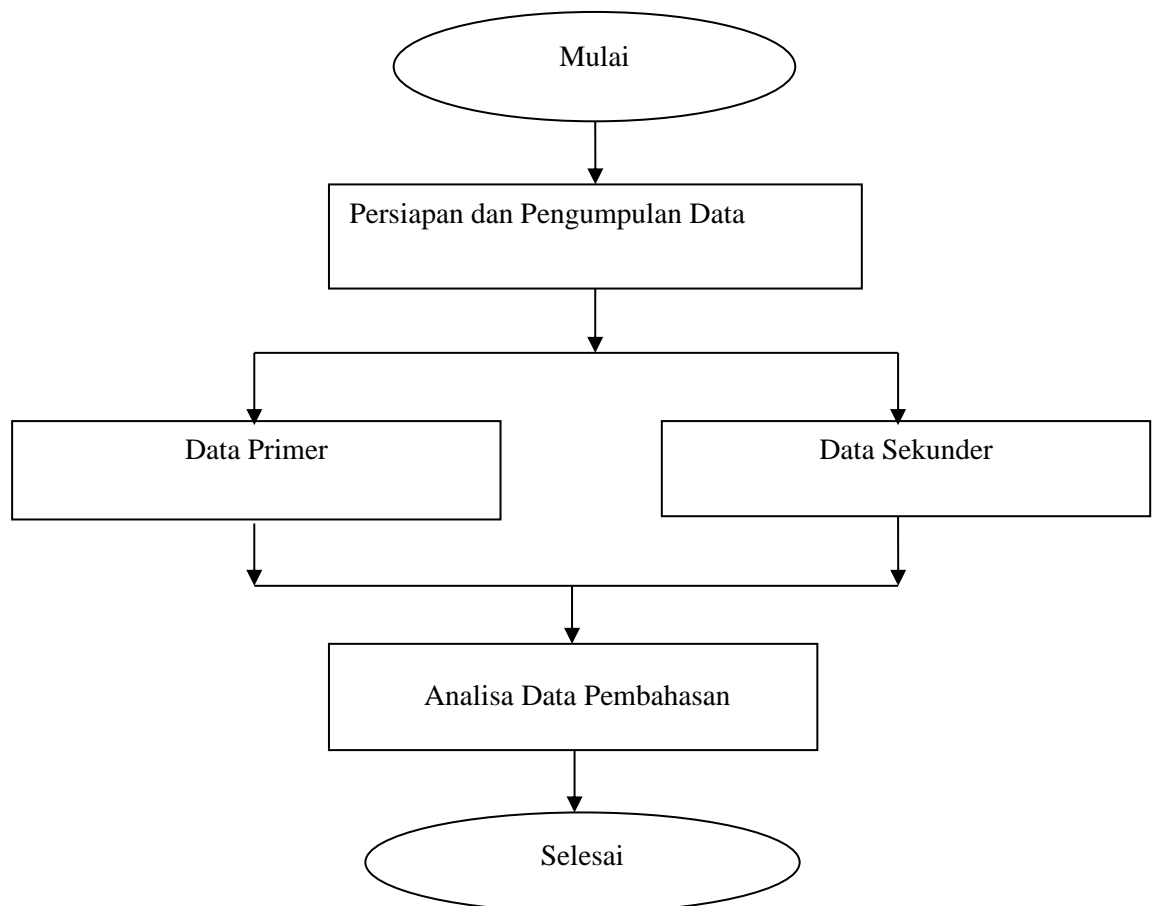 Mulai
Persiapan dan Pengumpulan Data
Data Primer
Data Sekunder
Analisa Data Pembahasan
Selesai